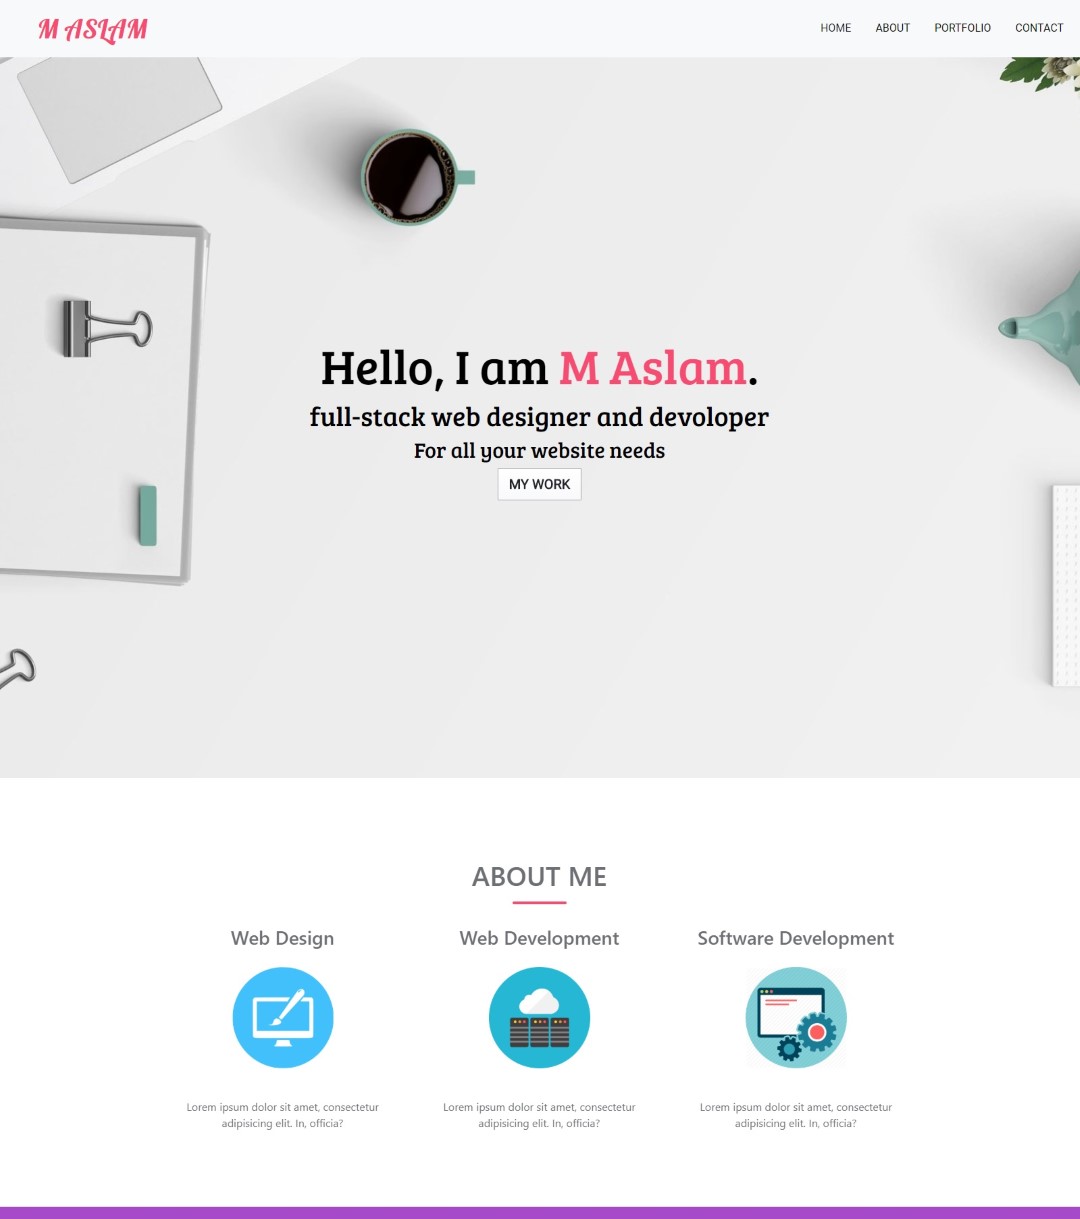 M ASLAM
HOME ABOUT PORTFOLIO CONTACT
Hello, I am M Aslam.
full-stack web designer and devoloper
For all your website needs
MY WORK
ABOUT ME
Web Design
Lorem ipsum dolor sit amet, consectetur
adipisicing elit. In, officia?
Web Development
Lorem ipsum dolor sit amet, consectetur
adipisicing elit. In, officia?
Software Development
Lorem ipsum dolor sit amet, consectetur
adipisicing elit. In, officia?